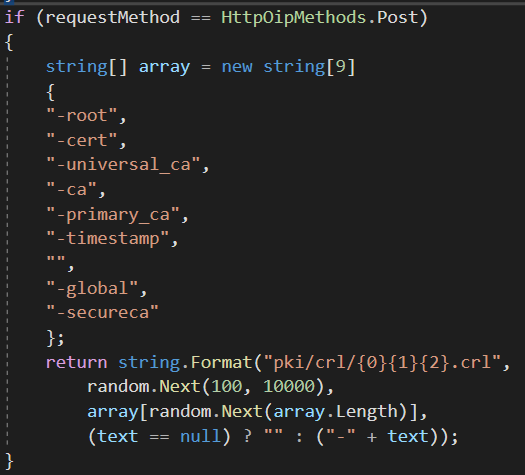 if (requestMethod == HttpOipMethods.Post)
{
string[] array = new string[9]
{
"-root",
"-cert",
"-universal_ca",
"-ca",
"-primary_ca",
"-timestamp",
"",
"-global",
"-secureca"
};
return string.Format("pki/crl/{0}{1}{2}.crl",
random.Next(100, 10000),
array[random.Next(array.Length)],
(text == null) ? "" : ("-" + text));
}